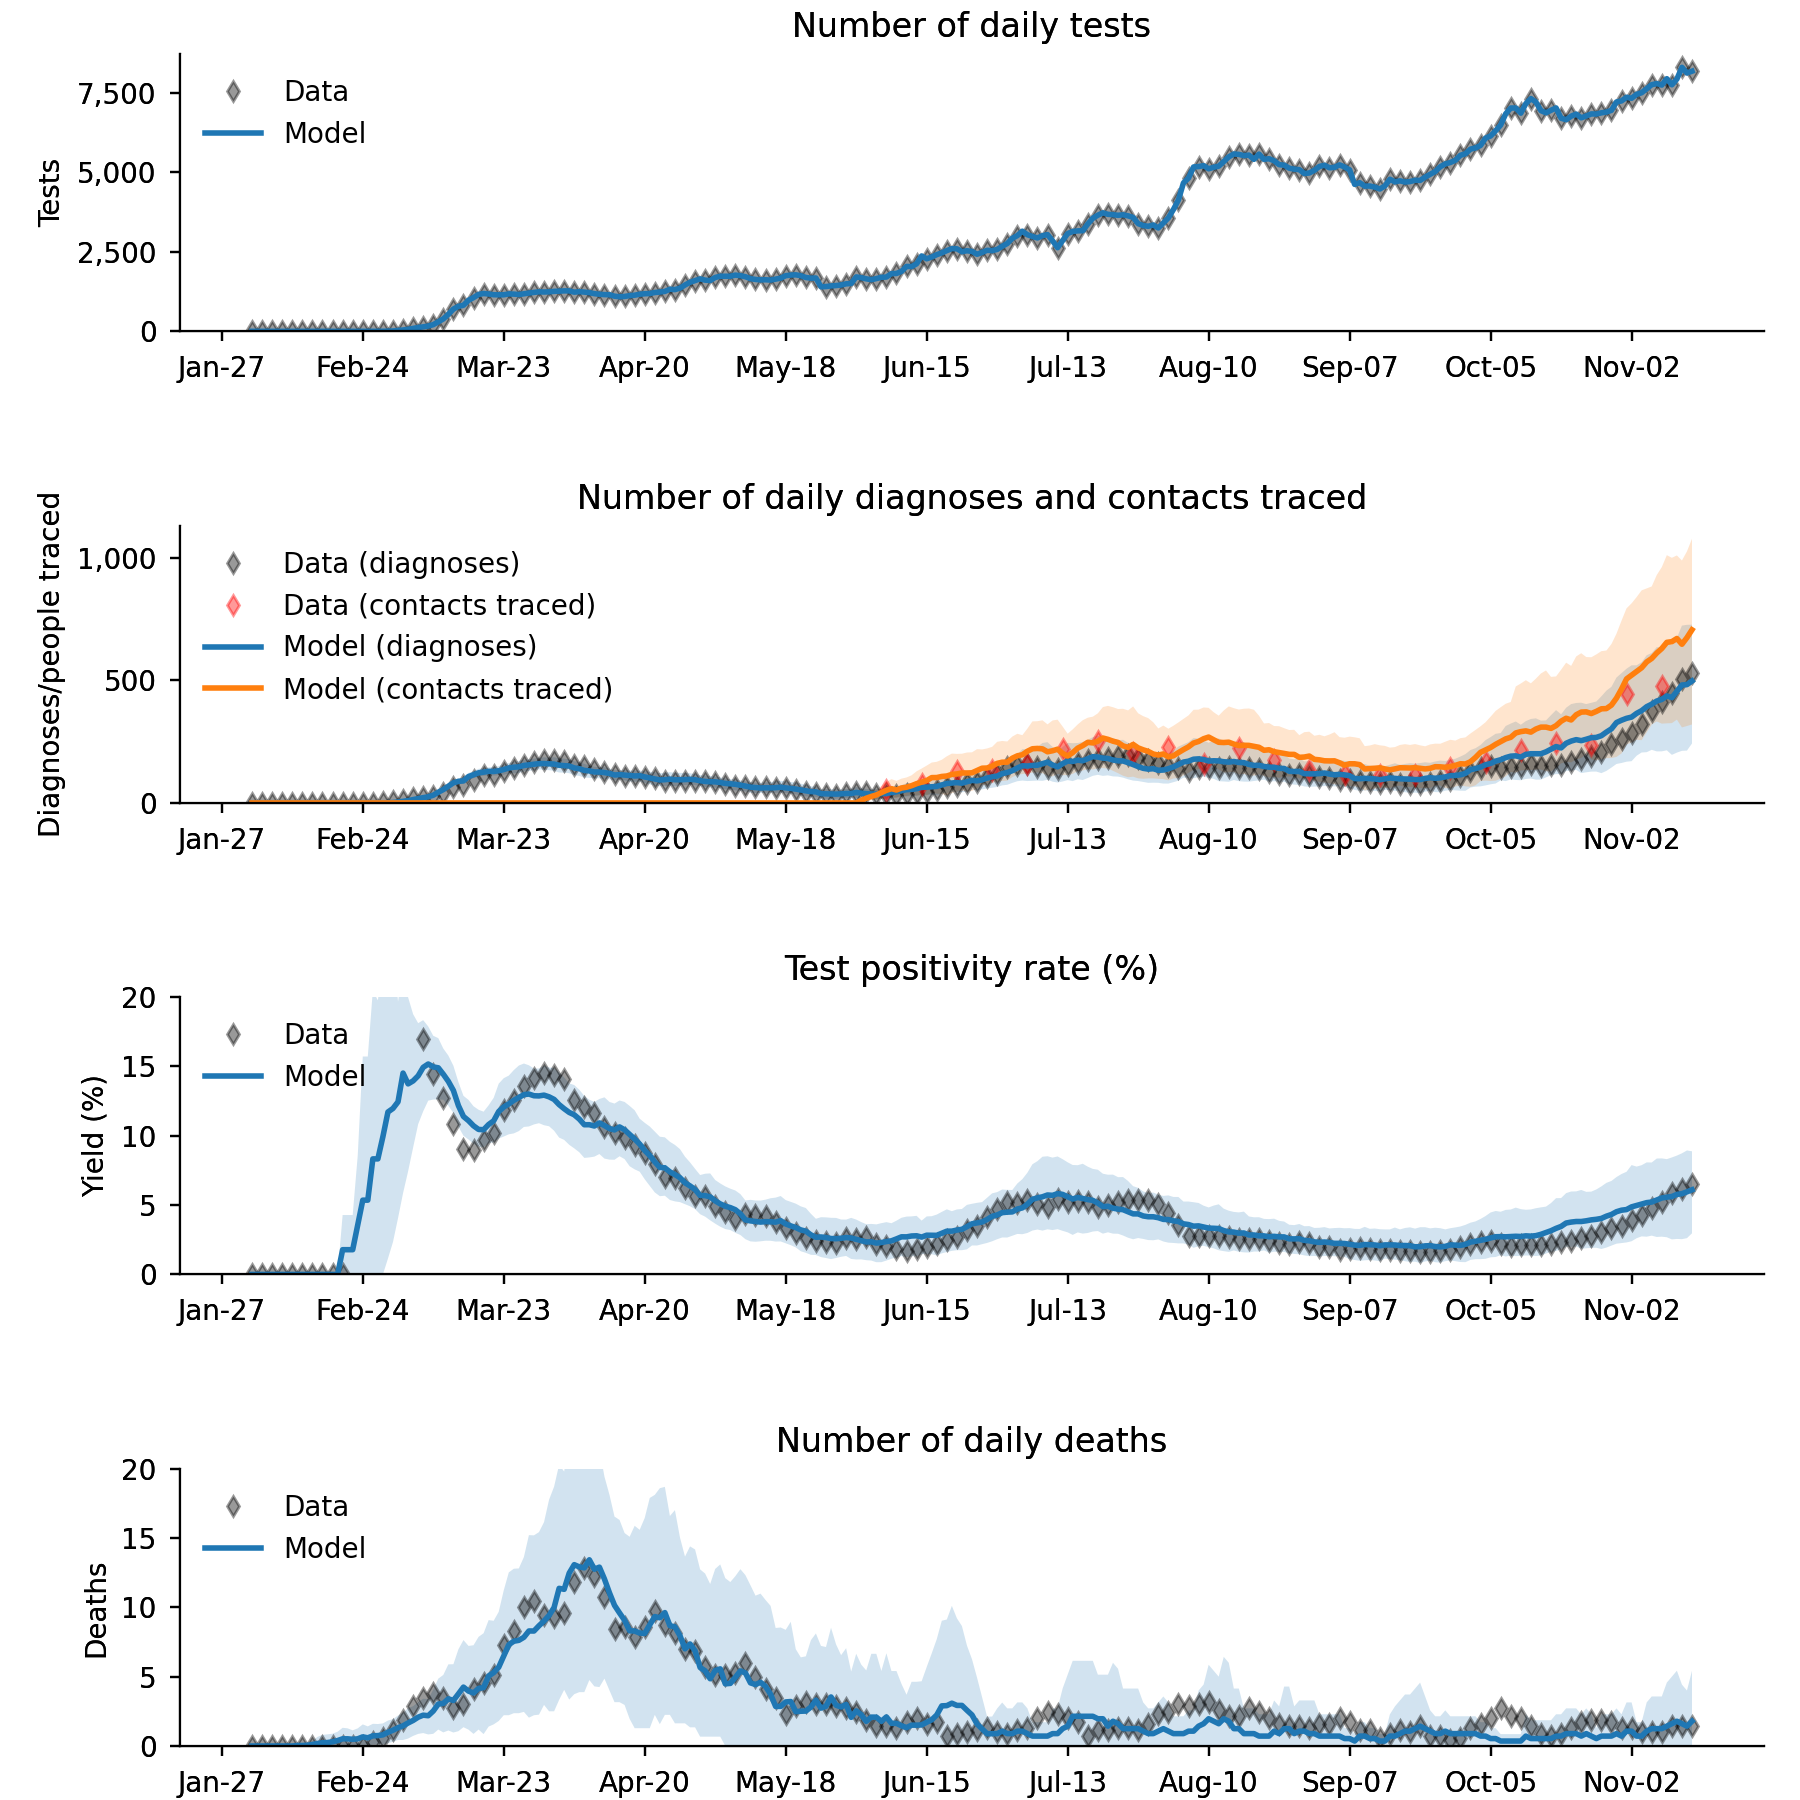 Number of daily tests
Data
Model
Tests
7,500
5,000
2,500
0
Jan-27 Feb-24 Mar-23 Apr-20 May-18 Jun-15 Jul-13 Aug-10 Sep-07 Oct-05 Nov-02
Number of daily diagnoses and contacts traced
Data (diagnoses)
Data (contacts traced)
Model (diagnoses)
Model (contacts traced)
Diagnoses/people traced
1,000
500
0
Jan-27 Feb-24 Mar-23 Apr-20 May-18 Jun-15 Jul-13 Aug-10 Sep-07 Oct-05 Nov-02
Test positivity rate (%)
Data
Model
Yield (%)
20
15
10
5
0
Jan-27 Feb-24 Mar-23 Apr-20 May-18 Jun-15 Jul-13 Aug-10 Sep-07 Oct-05 Nov-02
Number of daily deaths
Data
Model
Deaths
20
15
10
5
0
Jan-27 Feb-24 Mar-23 Apr-20 May-18 Jun-15 Jul-13 Aug-10 Sep-07 Oct-05 Nov-02